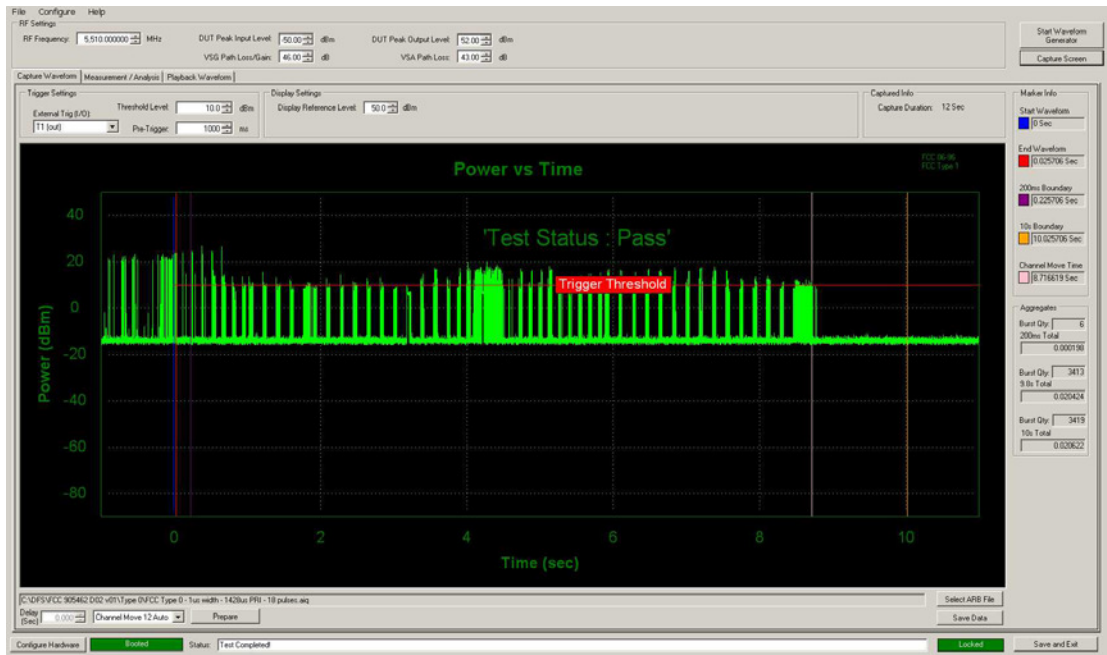 File Configure Help
RF Settings
RF Frequency: 5,510.000000 MHz DUT Peak Input Level: -50.00 dBm DUT Peak Output Level: 52.00 dBm
VSG Path Loss/Gain: 46.00 dB VSA Path Loss: 43.00 dB
Start Waveform Generator
Capture Screen
Capture Waveform Measurement / Analysis Playback Waveform
Trigger Settings
External Trig (I/O): Threshold Level: 10.0 dBm
T1 (out) Pre-Trigger: 1000 ms
Display Settings
Display Reference Level: 50.0 dBm
Captured Info
Capture Duration: 12 Sec
Marker Info
Start Waveform
0 Sec
End Waveform
0.025706 Sec
200ms Boundary
0.225706 Sec
10s Boundary
10.025706 Sec
Channel Move Time
8.716619 Sec
Aggregates
Burst Qty: 6
200ms Total
0.000198
Burst Qty: 3413
9.8s Total
0.020424
Burst Qty: 3419
10s Total
0.020622
Power vs Time
FCC 06-96
FCC Type 1
'Test Status : Pass'
Trigger Threshold
Power (dBm)
40
20
0
-20
-40
-60
-80
0 2 4 6 8 10
Time (sec)
C:\DFS\FCC 905462 D02 v01\Type 0\FCC Type 0 - 1us width - 1428us PRI - 18 pulses.aiq
Select ARB File
Delay (Sec) 0.000 Channel Move 12 Auto Prepare
Save Data
Configure Hardware Booted Status: Test Completed! Locked Save and Exit